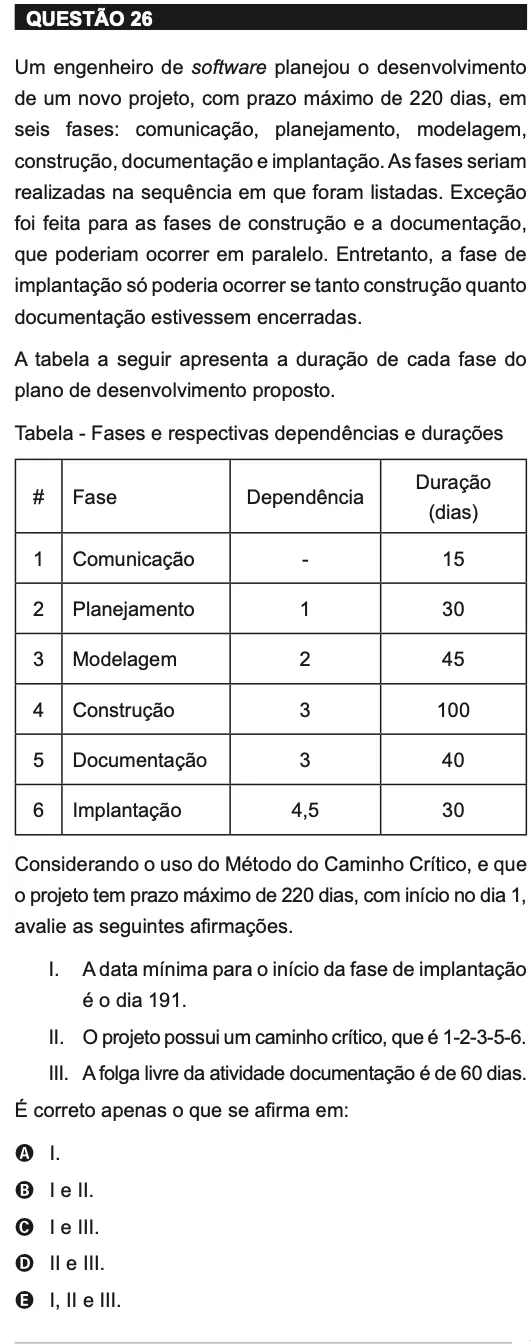 QUESTÃO 26
Um engenheiro de software planejou o desenvolvimento
de um novo projeto, com prazo máximo de 220 dias, em
seis fases: comunicação, planejamento, modelagem,
construção, documentação e implantação. As fases seriam
realizadas na sequência em que foram listadas. Exceção
foi feita para as fases de construção e a documentação,
que poderiam ocorrer em paralelo. Entretanto, a fase de
implantação só poderia ocorrer se tanto construção quanto
documentação estivessem encerradas.
A tabela a seguir apresenta a duração de cada fase do
plano de desenvolvimento proposto.
Tabela - Fases e respectivas dependências e durações
# Fase Dependência Duração (dias)
1 Comunicação - 15
2 Planejamento 1 30
3 Modelagem 2 45
4 Construção 3 100
5 Documentação 3 40
6 Implantação 4,5 30
Considerando o uso do Método do Caminho Crítico, e que
o projeto tem prazo máximo de 220 dias, com início no dia 1,
avalie as seguintes afirmações.
I. A data mínima para o início da fase de implantação
é o dia 191.
II. O projeto possui um caminho crítico, que é 1-2-3-5-6.
III. A folga livre da atividade documentação é de 60 dias.
É correto apenas o que se afirma em:
A I.
B I e II.
C I e III.
D II e III.
E I, II e III.